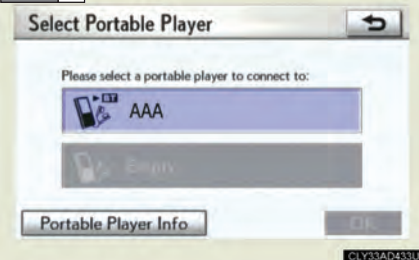 Select Portable Player
Please select a portable player to connect to:
BT
AAA
Empty
Portable Player Info
OK
CLY33AD433U